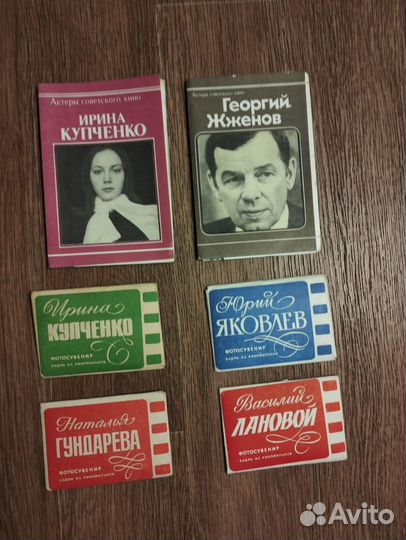 Актеры советского кино
ИРИНА
КУПЧЕНКО
Актеры советского кино
Георгий
Жженов
Ирина
КУПЧЕНКО
ФОТОСУВЕНИР
КАДРЫ ИЗ КИНОФИЛЬМОВ
Юрий
ЯКОВЛЕВ
ФОТОСУВЕНИР
КАДРЫ ИЗ КИНОФИЛЬМОВ
Наталья
ГУНДАРЕВА
ФОТОСУВЕНИР
КАДРЫ ИЗ КИНОФИЛЬМОВ
Василий
ЛАНОВОЙ
ФОТОСУВЕНИР
КАДРЫ ИЗ КИНОФИЛЬМОВ
Avito